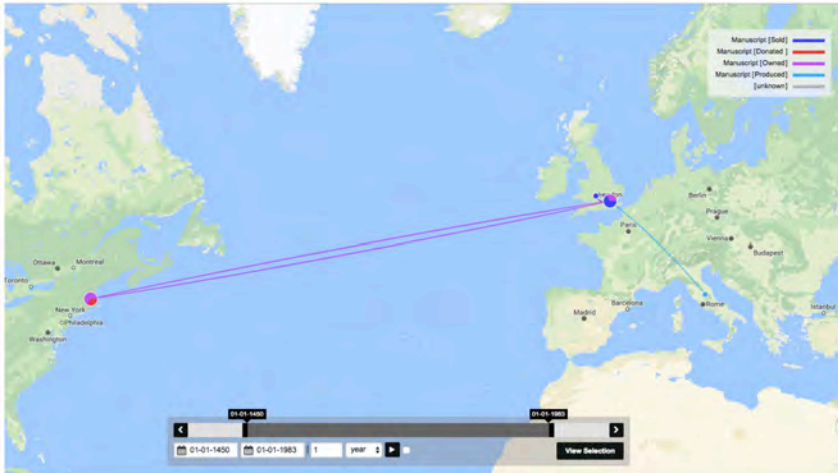 Manuscript [Sold]
Manuscript [Donated ]
Manuscript [Owned]
Manuscript [Produced]
[unknown]
Berlin
Prague
Paris
Vienna
Budapest
Ottawa
Montreal
Toronto
New York
Philadelphia
Washington
Rome
Barcelona
Madrid
Istanbul
01-01-1450
01-01-1983
01-01-1450
01-01-1983
1
year
View Selection